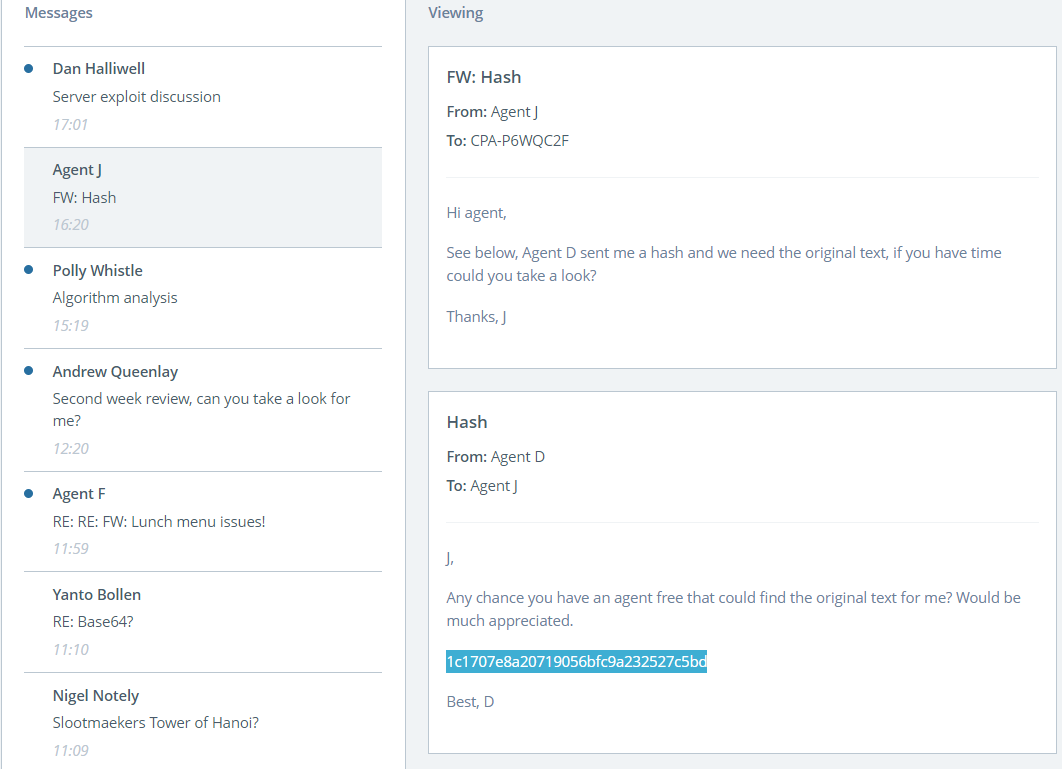 Messages
Dan Halliwell
Server exploit discussion
17:01
Agent J
FW: Hash
16:20
Polly Whistle
Algorithm analysis
15:19
Andrew Queenlay
Second week review, can you take a look for
me?
12:20
Agent F
RE: RE: FW: Lunch menu issues!
11:59
Yanto Bollen
RE: Base64?
11:10
Nigel Notely
Slootmaekers Tower of Hanoi?
11:09
Viewing
FW: Hash
From: Agent J
To: CPA-P6WQC2F
Hi agent,
See below, Agent D sent me a hash and we need the original text, if you have time
could you take a look?
Thanks, J
Hash
From: Agent D
To: Agent J
J,
Any chance you have an agent free that could find the original text for me? Would be
much appreciated.
1c1707e8a20719056bfc9a232527c5bd
Best, D